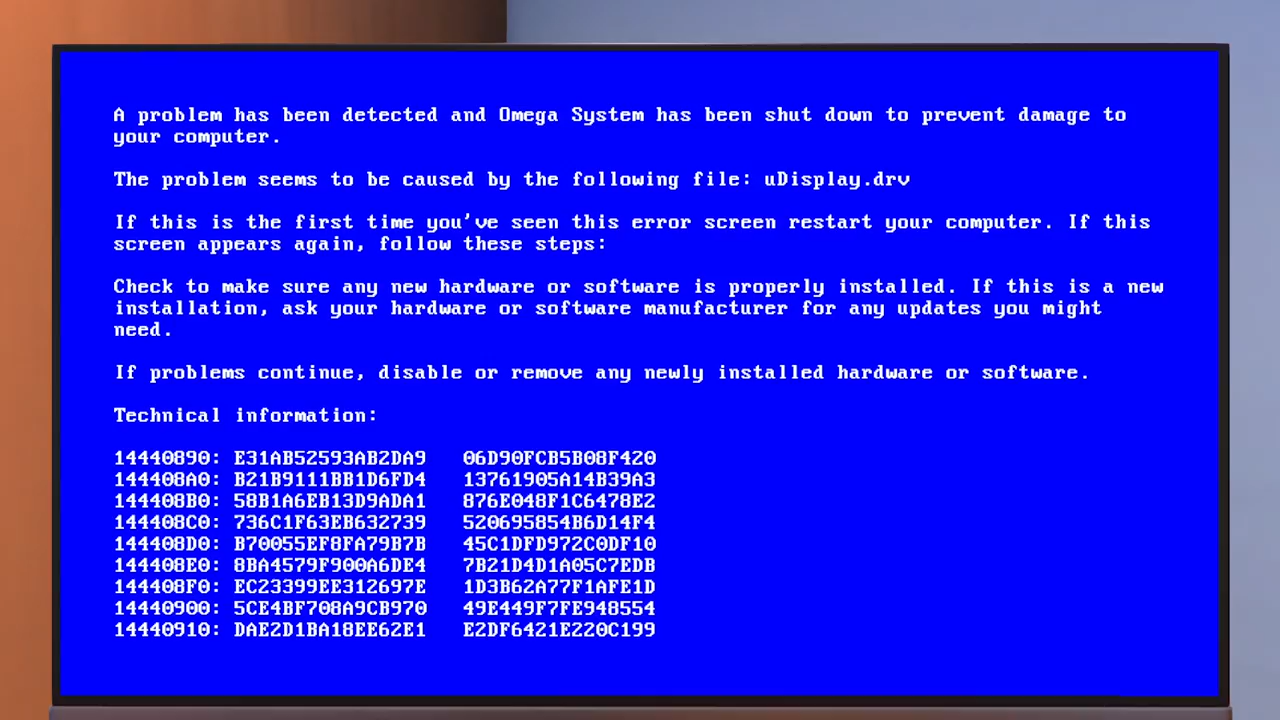 A problem has been detected and Omega System has been shut down to prevent damage to
your computer.
The problem seems to be caused by the following file: uDisplay.drv
If this is the first time you've seen this error screen restart your computer. If this
screen appears again, follow these steps:
Check to make sure any new hardware or software is properly installed. If this is a new
installation, ask your hardware or software manufacturer for any updates you might
need.
If problems continue, disable or remove any newly installed hardware or software.
Technical information:
14440890: E31AB52593AB2DA9 06D90FCB5B08F420
144408A0: B21B9111BB1D6FD4 13761905A14B39A3
144408B0: 58B1A6EB13D9ADA1 876E048F1C6478E2
144408C0: 736C1F63EB632739 520695854B6D14F4
144408D0: B70055EF8FA79B7B 45C1DFD972C0DF10
144408E0: 8BA4579F900A6DE4 7B21D4D1A05C7EDB
144408F0: EC23399EE312697E 1D3B62A77F1AFE1D
14440900: 5CE4BF708A9CB970 49E449F7FE948554
14440910: DAE2D1BA18EE62E1 E2DF6421E220C199